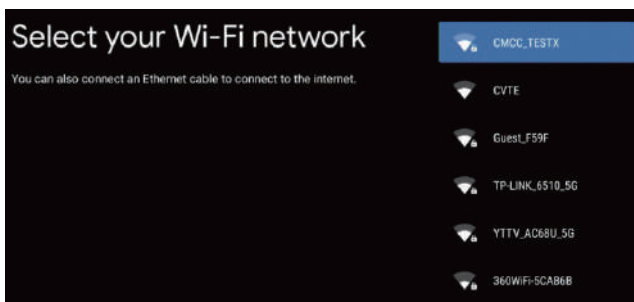 Select your Wi-Fi network
You can also connect an Ethernet cable to connect to the internet.
CMCC_TESTX
CVTE
Guest_F59F
TP-LINK_6510_5G
YTTV_AC68U_5G
360WiFi-5CAB6B